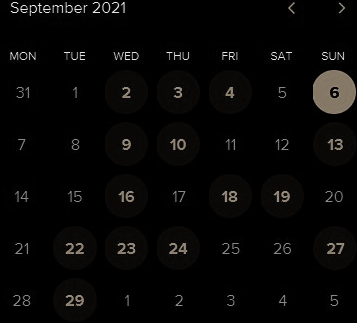 September 2021 < >
MON TUE WED THU FRI SAT SUN
31 1 2 3 4 5 6
7 8 9 10 11 12 13
14 15 16 17 18 19 20
21 22 23 24 25 26 27
28 29 1 2 3 4 5